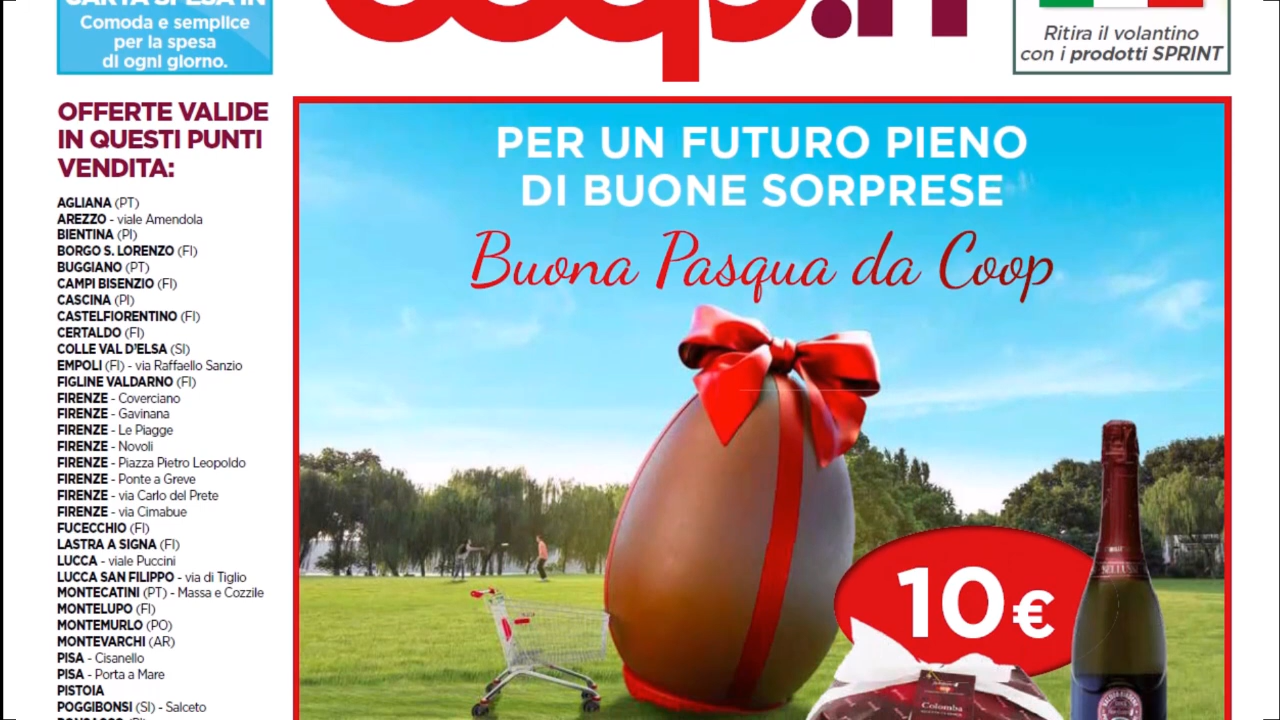 CARTA SPESA IN
Comoda e semplice
per la spesa
di ogni giorno.
coop.fi
Ritira il volantino
con i prodotti SPRINT
OFFERTE VALIDE
IN QUESTI PUNTI
VENDITA:
AGLIANA (PT)
AREZZO - viale Amendola
BIENTINA (PI)
BORGO S. LORENZO (FI)
BUGGIANO (PT)
CAMPI BISENZIO (FI)
CASCINA (PI)
CASTELFIORENTINO (FI)
CERTALDO (FI)
COLLE VAL D'ELSA (SI)
EMPOLI (FI) - via Raffaello Sanzio
FIGLINE VALDARNO (FI)
FIRENZE - Coverciano
FIRENZE - Gavinana
FIRENZE - Le Piagge
FIRENZE - Novoli
FIRENZE - Piazza Pietro Leopoldo
FIRENZE - Ponte a Greve
FIRENZE - via Carlo del Prete
FIRENZE - via Cimabue
FUCECCHIO (FI)
LASTRA A SIGNA (FI)
LUCCA - viale Puccini
LUCCA SAN FILIPPO - via di Tiglio
MONTECATINI (PT) - Massa e Cozzile
MONTELUPO (FI)
MONTEMURLO (PO)
MONTEVARCHI (AR)
PISA - Cisanello
PISA - Porta a Mare
PISTOIA
POGGIBONSI (SI) - Salceto
PER UN FUTURO PIENO
DI BUONE SORPRESE
Buona Pasqua da Coop
10€
Colomba